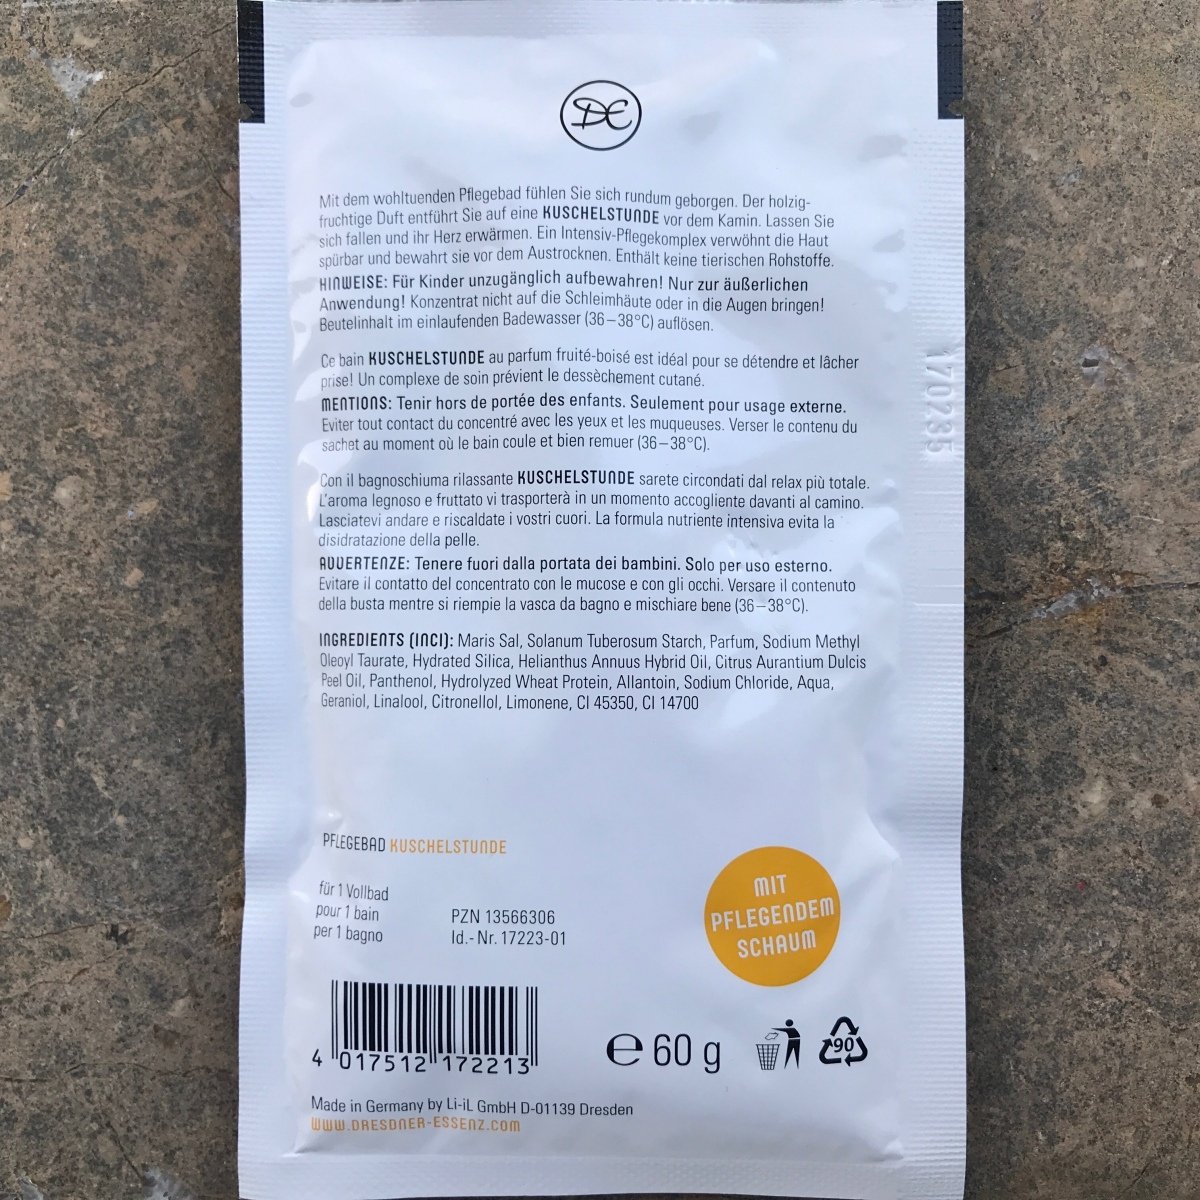 DE
Mit dem wohltuenden Pflegebad fühlen Sie sich rundum geborgen. Der holzig-
fruchtige Duft entführt Sie auf eine KUSCHELSTUNDE vor dem Kamin. Lassen Sie
sich fallen und ihr Herz erwärmen. Ein Intensiv-Pflegekomplex verwöhnt die Haut
spürbar und bewahrt sie vor dem Austrocknen. Enthält keine tierischen Rohstoffe.
HINWEISE: Für Kinder unzugänglich aufbewahren! Nur zur äußerlichen
Anwendung! Konzentrat nicht auf die Schleimhäute oder in die Augen bringen!
Beutelinhalt im einlaufenden Badewasser (36–38°C) auflösen.
Ce bain KUSCHELSTUNDE au parfum fruité-boisé est idéal pour se détendre et lâcher
prise! Un complexe de soin prévient le dessèchement cutané.
MENTIONS: Tenir hors de portée des enfants. Seulement pour usage externe.
Eviter tout contact du concentré avec les yeux et les muqueuses. Verser le contenu du
sachet au moment où le bain coule et bien remuer (36–38°C).
Con il bagnoschiuma rilassante KUSCHELSTUNDE sarete circondati dal relax più totale.
L'aroma legnoso e fruttato vi trasporterà in un momento accogliente davanti al camino.
Lasciatevi andare e riscaldate i vostri cuori. La formula nutriente intensiva evita la
disidratazione della pelle.
AVVERTENZE: Tenere fuori dalla portata dei bambini. Solo per uso esterno.
Evitare il contatto del concentrato con le mucose e con gli occhi. Versare il contenuto
della busta mentre si riempie la vasca da bagno e mischiare bene (36–38°C).
INGREDIENTS (INCI): Maris Sal, Solanum Tuberosum Starch, Parfum, Sodium Methyl
Oleoyl Taurate, Hydrated Silica, Helianthus Annuus Hybrid Oil, Citrus Aurantium Dulcis
Peel Oil, Panthenol, Hydrolyzed Wheat Protein, Allantoin, Sodium Chloride, Aqua,
Geraniol, Linalool, Citronellol, Limonene, CI 45350, CI 14700
170235
PFLEGEBAD KUSCHELSTUNDE
für 1 Vollbad
pour 1 bain
per 1 bagno
PZN 13566306
Id.-Nr. 17223-01
MIT
PFLEGENDEM
SCHAUM
4 017512 172213
℮ 60 g
90
Made in Germany by Li-iL GmbH D-01139 Dresden
WWW.DRESDNER-ESSENZ.COM